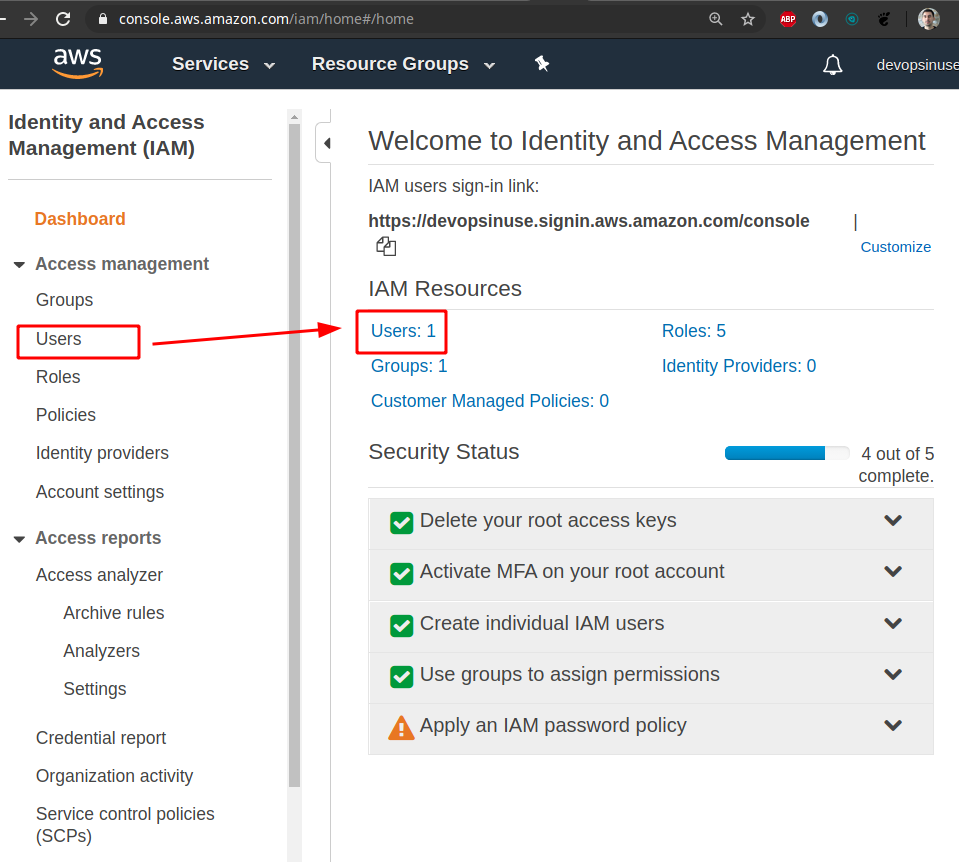 console.aws.amazon.com/iam/home#/home
ABP
aws
Services
Resource Groups
devopsinuse
Identity and Access
Management (IAM)
Dashboard
Access management
Groups
Users
Roles
Policies
Identity providers
Account settings
Access reports
Access analyzer
Archive rules
Analyzers
Settings
Credential report
Organization activity
Service control policies
(SCPs)
Welcome to Identity and Access Management
IAM users sign-in link:
https://devopsinuse.signin.aws.amazon.com/console |
Customize
IAM Resources
Users: 1
Roles: 5
Groups: 1
Identity Providers: 0
Customer Managed Policies: 0
Security Status
4 out of 5
complete.
Delete your root access keys
Activate MFA on your root account
Create individual IAM users
Use groups to assign permissions
Apply an IAM password policy